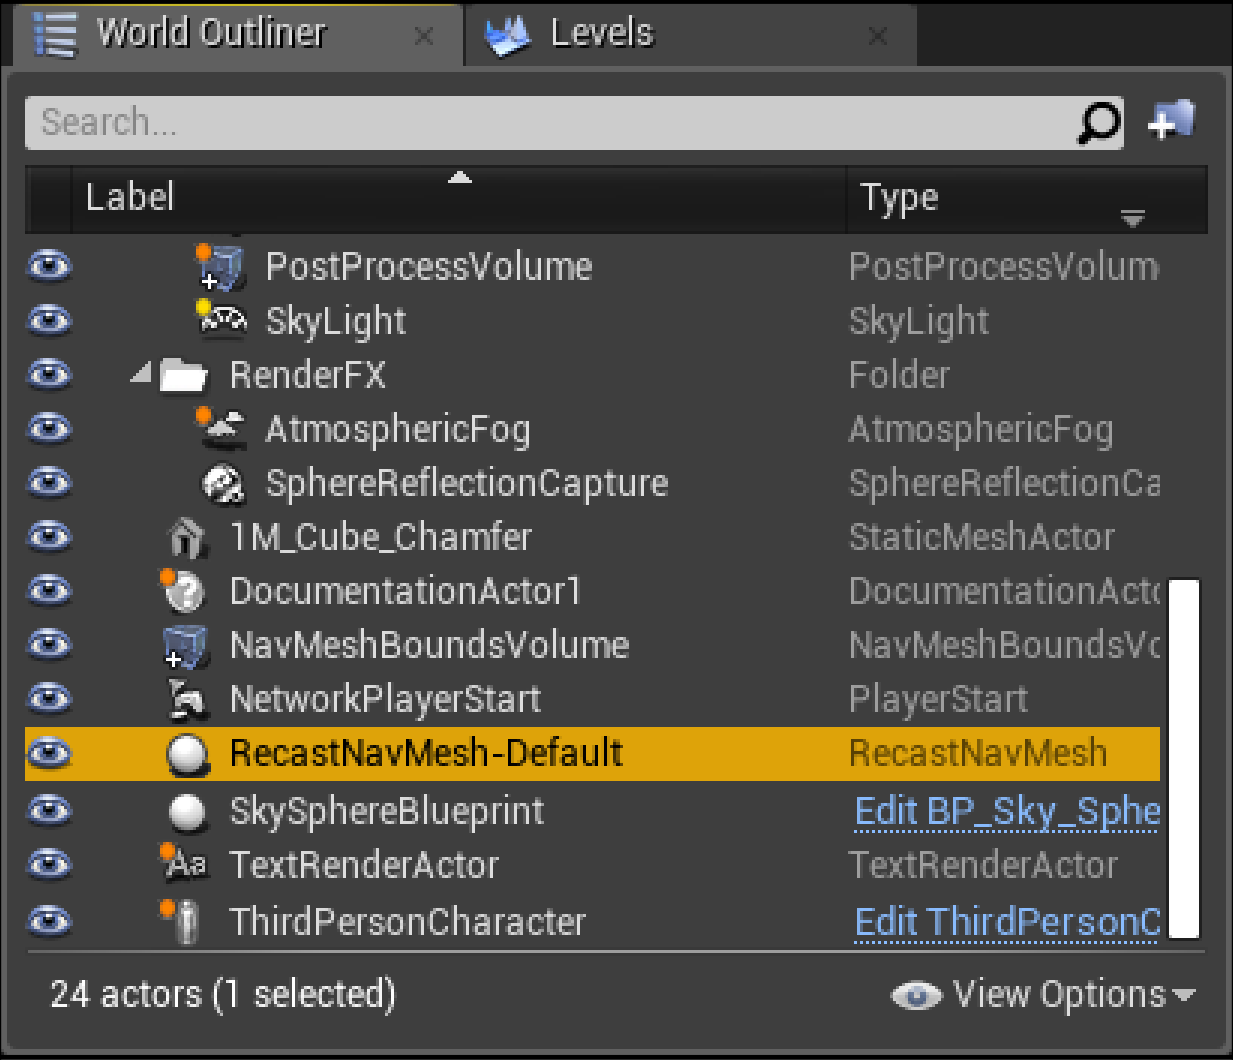 World Outliner
Levels
Search...
Label Type
PostProcessVolume PostProcessVolum
SkyLight SkyLight
RenderFX Folder
AtmosphericFog AtmosphericFog
SphereReflectionCapture SphereReflectionCa
1M_Cube_Chamfer StaticMeshActor
DocumentationActor1 DocumentationActo
NavMeshBoundsVolume NavMeshBoundsVo
NetworkPlayerStart PlayerStart
RecastNavMesh-Default RecastNavMesh
SkySphereBlueprint Edit BP_Sky_Sphe
Aa TextRenderActor TextRenderActor
ThirdPersonCharacter Edit ThirdPersonC
24 actors (1 selected) View Options